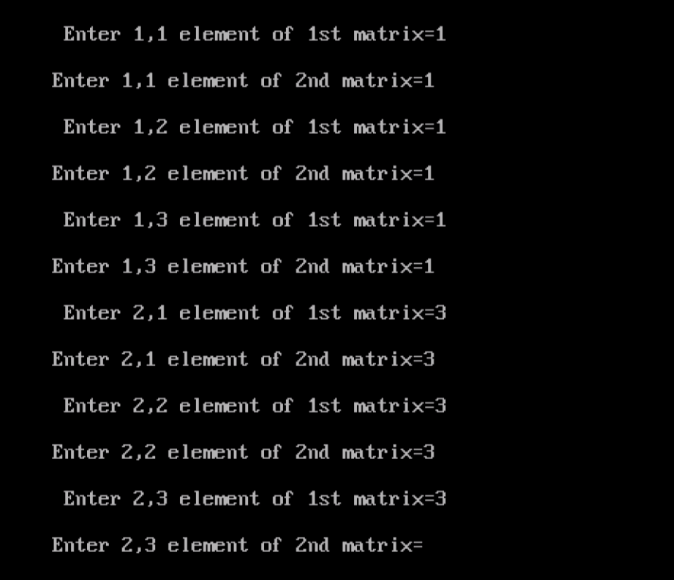 Enter 1,1 element of 1st matrix=1
Enter 1,1 element of 2nd matrix=1
Enter 1,2 element of 1st matrix=1
Enter 1,2 element of 2nd matrix=1
Enter 1,3 element of 1st matrix=1
Enter 1,3 element of 2nd matrix=1
Enter 2,1 element of 1st matrix=3
Enter 2,1 element of 2nd matrix=3
Enter 2,2 element of 1st matrix=3
Enter 2,2 element of 2nd matrix=3
Enter 2,3 element of 1st matrix=3
Enter 2,3 element of 2nd matrix=